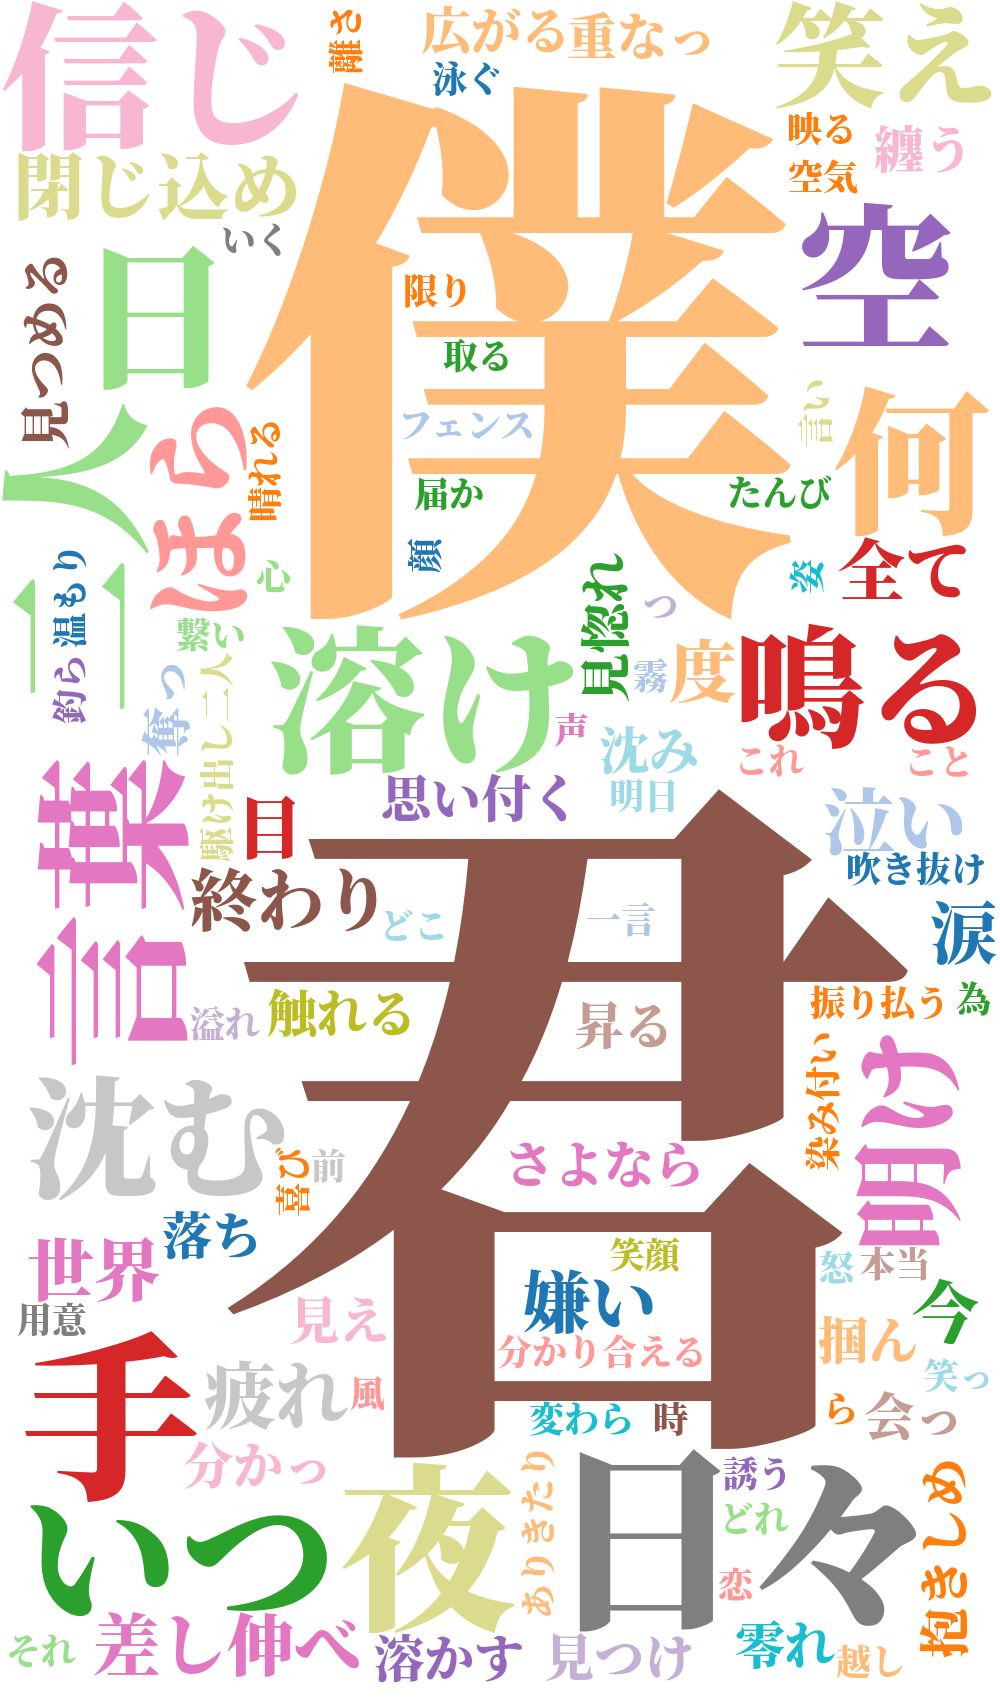 信じ
離さ
広がる
重なっ
笑え
泳ぐ
僕
映る
纏う
閉じ込め
空気
いく
空
日
見つめる
限り
取る
言い
何
二人
ほら
晴れる
フェンス
届か
たんび
顔
温もり
心
見惚れ
姿
全て
繋い
っ
釣ら
奪っ
二人
溶け
霧
度
鳴る
声
沈み
これ
こと
駆け出し
思い付く
明日
泣い
言葉
目
君
吹き抜け
終わり
どこ
一言
涙
溢れ
触れる
昇る
振り払う
為
染み付い
明け
沈む
喜び
前
さよなら
落ち
世界
笑顔
怒
本当
用意
見え
嫌い
今
手
疲れ
風
分かり合える
掴ん
笑っ
変わら
時
ら
会っ
分かっ
夜
ありきたり
日々
誘う
どれ
抱きしめ
いつ
恋
それ
差し伸べ
溶かす
見つけ
零れ
越し